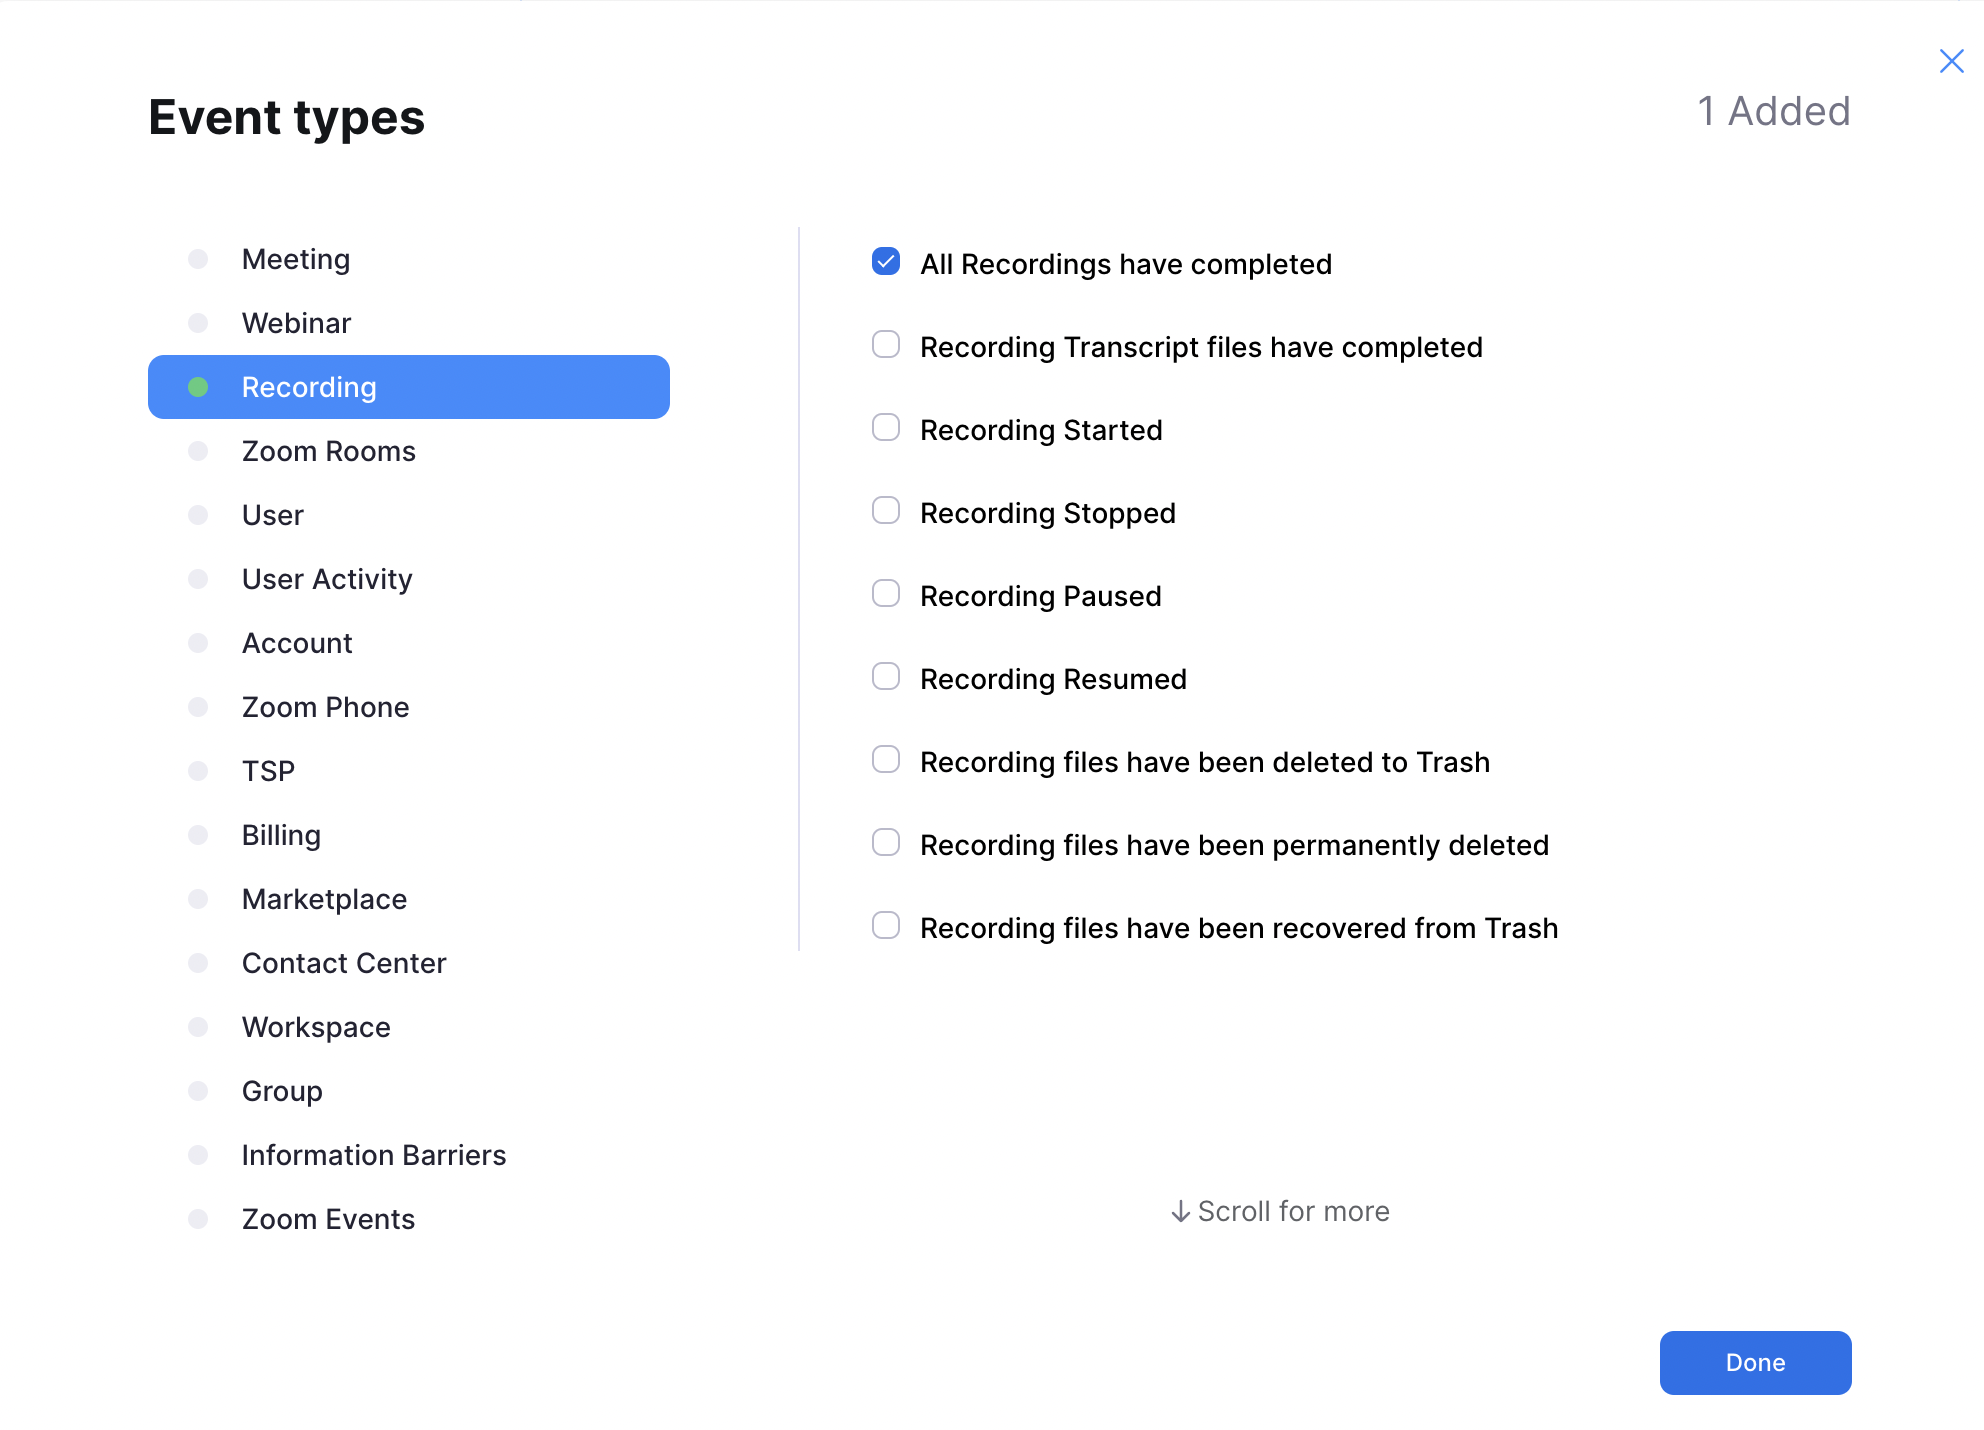 Event types
1 Added
Meeting
Webinar
Recording
Zoom Rooms
User
User Activity
Account
Zoom Phone
TSP
Billing
Marketplace
Contact Center
Workspace
Group
Information Barriers
Zoom Events
All Recordings have completed
Recording Transcript files have completed
Recording Started
Recording Stopped
Recording Paused
Recording Resumed
Recording files have been deleted to Trash
Recording files have been permanently deleted
Recording files have been recovered from Trash
Scroll for more
Done